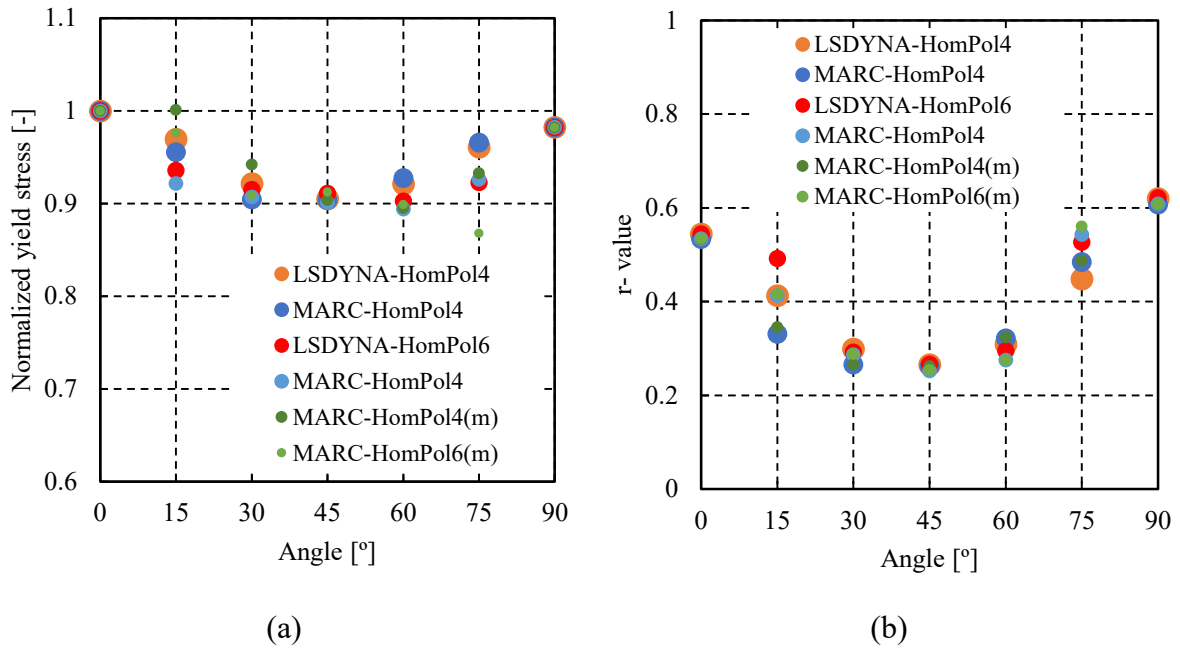 1.1
1
0.9
0.8
0.7
0.6
Normalized yield stress [-]
LSDYNA-HomPol4
MARC-HomPol4
LSDYNA-HomPol6
MARC-HomPol4
MARC-HomPol4(m)
MARC-HomPol6(m)
0 15 30 45 60 75 90
Angle [º]
(a)
1
0.8
0.6
0.4
0.2
0
r- value
LSDYNA-HomPol4
MARC-HomPol4
LSDYNA-HomPol6
MARC-HomPol4
MARC-HomPol4(m)
MARC-HomPol6(m)
0 15 30 45 60 75 90
Angle [º]
(b)